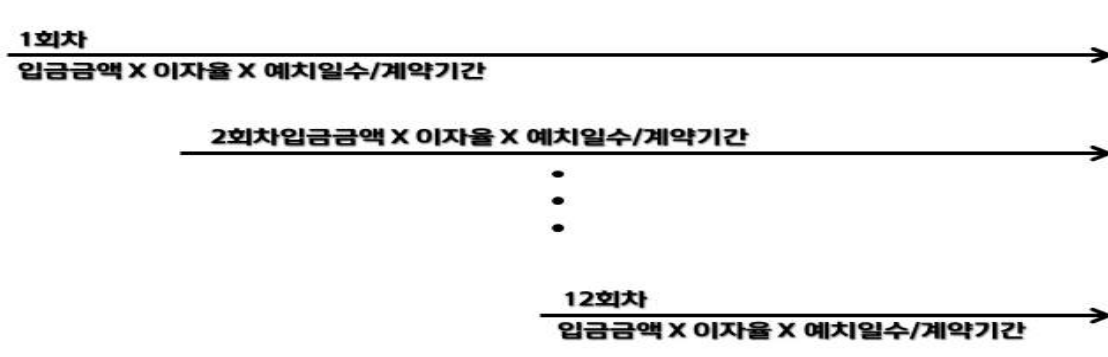 1회차
입금금액 X 이자율 X 예치일수/계약기간
2회차입금금액 X 이자율 X 예치일수/계약기간
12회차
입금금액 X 이자율 X 예치일수/계약기간